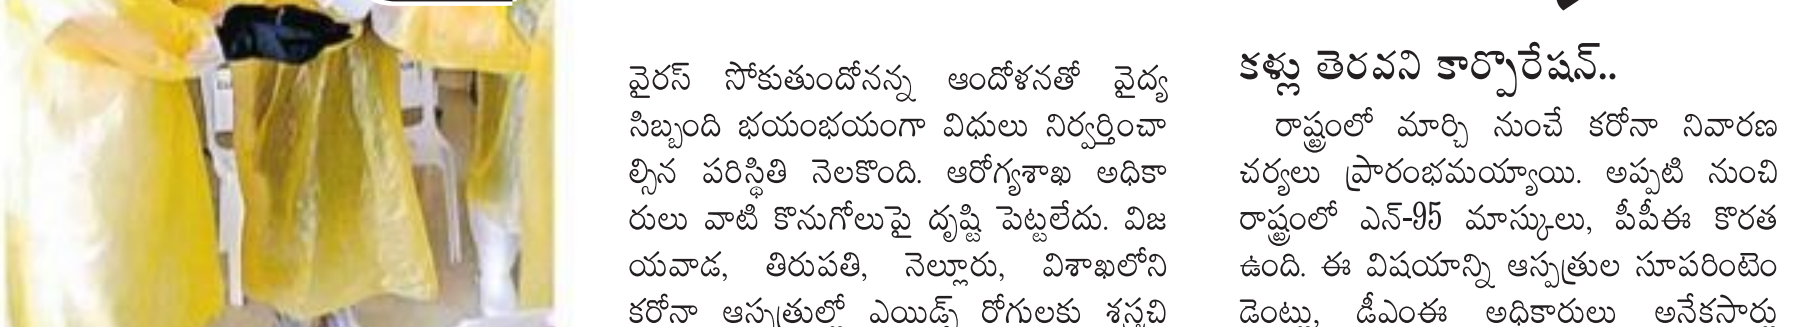 వైరస్ సోకుతుందోనన్న ఆందోళనతో వైద్య
సిబ్బంది భయంభయంగా విధులు నిర్వర్తించా
ల్సిన పరిస్థితి నెలకొంది. ఆరోగ్యశాఖ అధికా
రులు వాటి కొనుగోలుపై దృష్టి పెట్టలేదు. విజ
యవాడ, తిరుపతి, నెల్లూరు, విశాఖలోని
కరోనా ఆస్పత్రుల్లో ఎయిడ్స్ రోగులకు శస్త్రచి
కళ్లు తెరవని కార్పొరేషన్..
రాష్ట్రంలో మార్చి నుంచే కరోనా నివారణ
చర్యలు ప్రారంభమయ్యాయి. అప్పటి నుంచి
రాష్ట్రంలో ఎన్-95 మాస్కులు, పీపీఈ కొరత
ఉంది. ఈ విషయాన్ని ఆస్పత్రుల సూపరింటెం
డెంట్లు, డీఎంఈ అధికారులు అనేకసార్లు